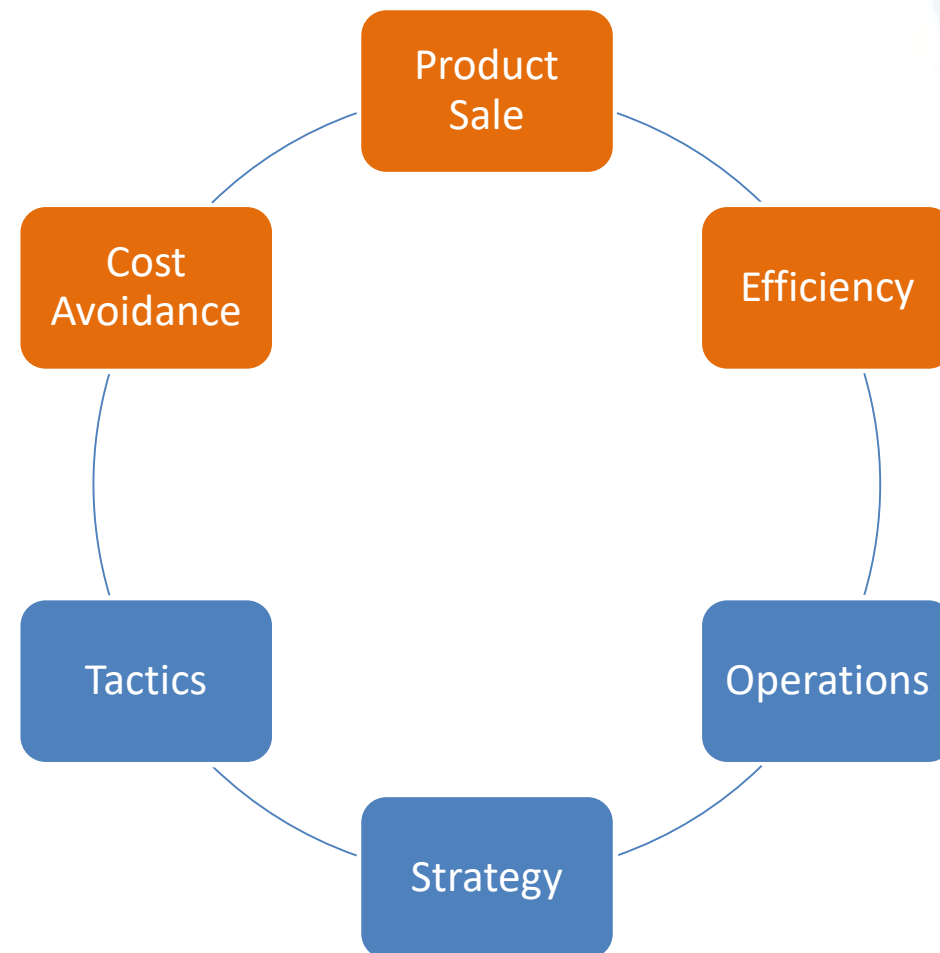 Product
Sale
Efficiency
Operations
Strategy
Tactics
Cost
Avoidance